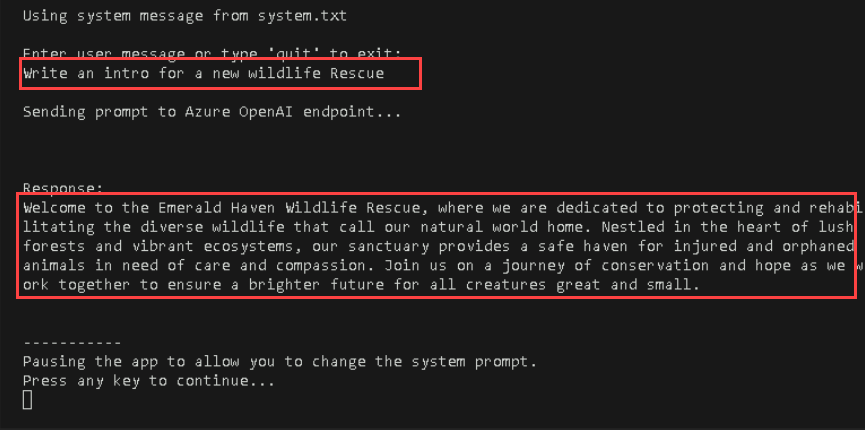 Using system message from system.txt
Enter user message or type 'quit' to exit:
Write an intro for a new wildlife Rescue
Sending prompt to Azure OpenAI endpoint...
Response:
Welcome to the Emerald Haven Wildlife Rescue, where we are dedicated to protecting and rehabi
litating the diverse wildlife that call our natural world home. Nestled in the heart of lush
forests and vibrant ecosystems, our sanctuary provides a safe haven for injured and orphaned
animals in need of care and compassion. Join us on a journey of conservation and hope as we w
ork together to ensure a brighter future for all creatures great and small.
-----------
Pausing the app to allow you to change the system prompt.
Press any key to continue...